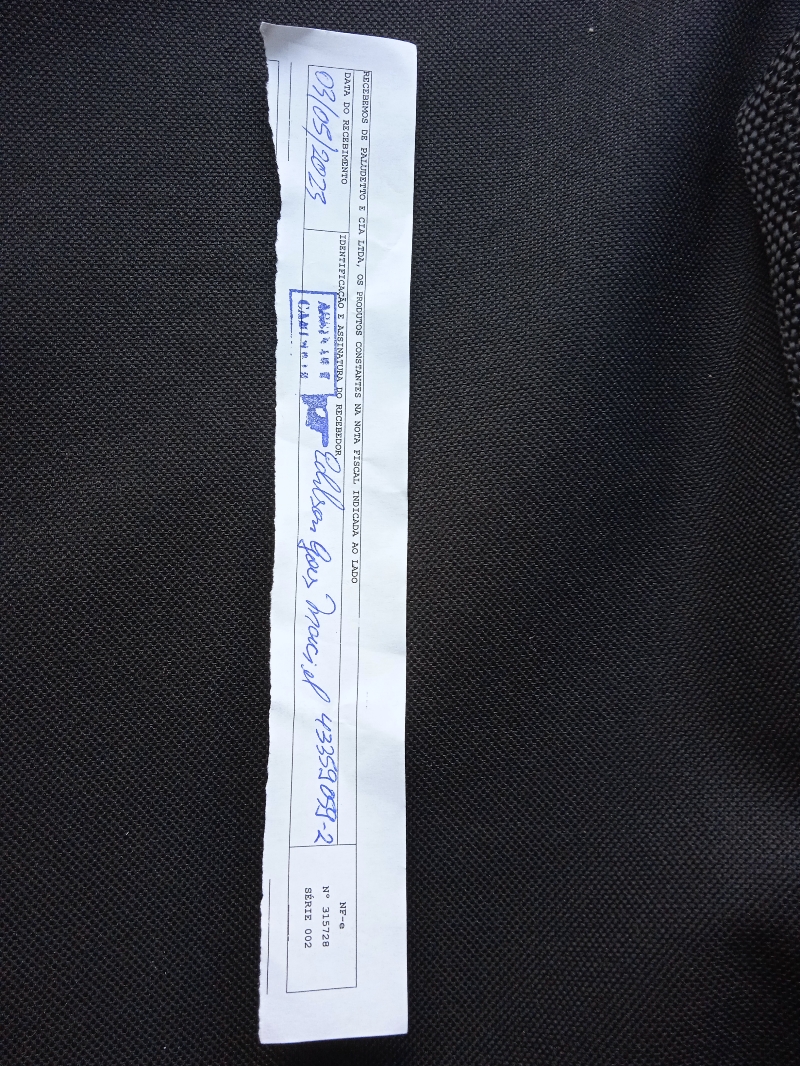 RECEBEMOS DE PALUDETTO E CIA LTDA, OS PRODUTOS CONSTANTES NA NOTA FISCAL INDICADA AO LADO
DATA DO RECEBIMENTO
03/05/2023
IDENTIFICAÇÃO E ASSINATURA DO RECEBEDOR
43359059-2
NF-e
Nº 315728
SÉRIE 002